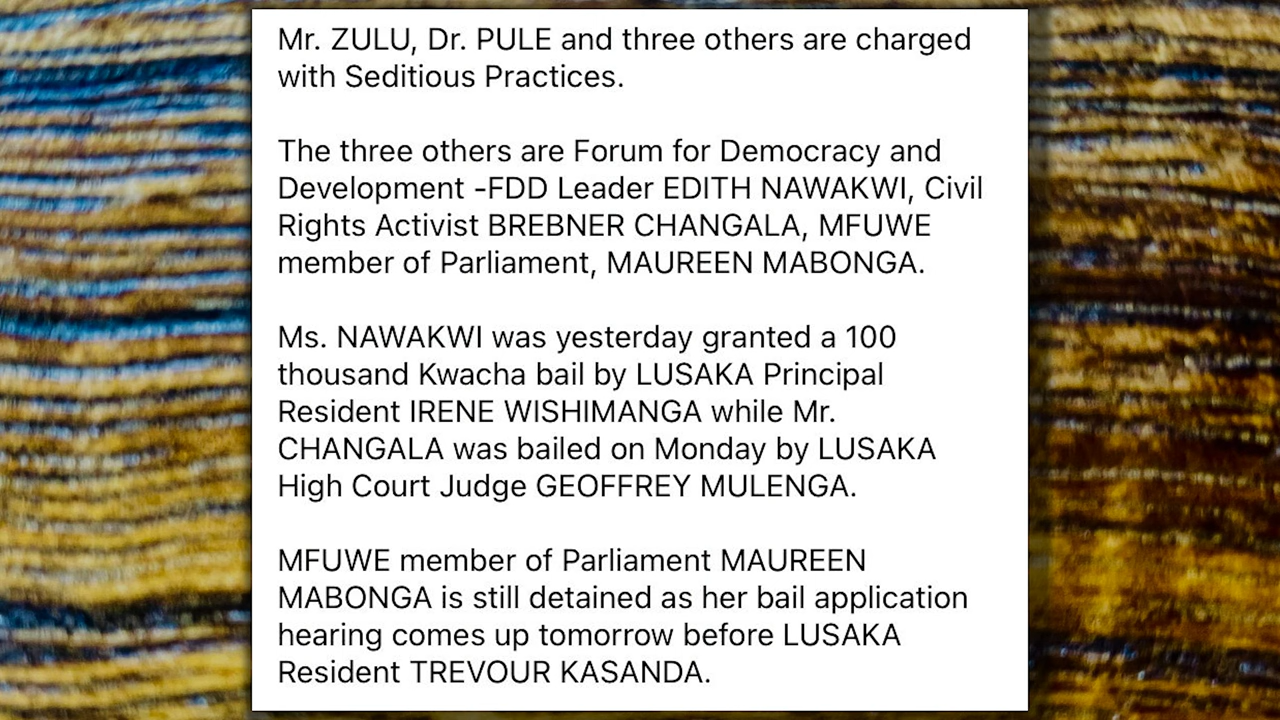 Mr. ZULU, Dr. PULE and three others are charged
with Seditious Practices.
The three others are Forum for Democracy and
Development -FDD Leader EDITH NAWAKWI, Civil
Rights Activist BREBNER CHANGALA, MFUWE
member of Parliament, MAUREEN MABONGA.
Ms. NAWAKWI was yesterday granted a 100
thousand Kwacha bail by LUSAKA Principal
Resident IRENE WISHIMANGA while Mr.
CHANGALA was bailed on Monday by LUSAKA
High Court Judge GEOFFREY MULENGA.
MFUWE member of Parliament MAUREEN
MABONGA is still detained as her bail application
hearing comes up tomorrow before LUSAKA
Resident TREVOUR KASANDA.